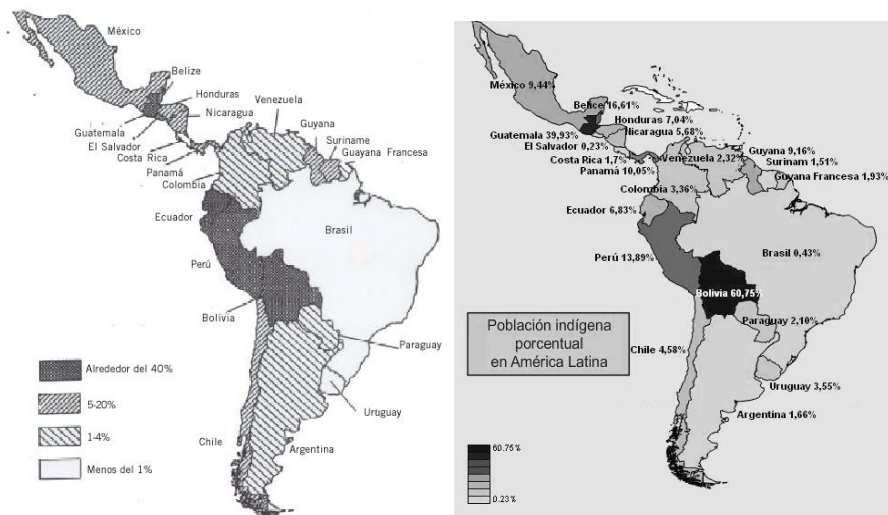 México
Belize
Honduras
Nicaragua
Venezuela
Guyana
Suriname
Guayana Francesa
Guatemala
El Salvador
Costa Rica
Panamá
Colombia
Ecuador
Brasil
Perú
Bolívia
Paraguay
Uruguay
Chile
Argentina
Alrededor del 40%
5-20%
1-4%
Menos del 1%
México 9,44%
Belice 16,61%
Honduras 7,04%
Nicaragua 5,68%
Guatemala 39,93%
El Salvador 0,23%
Costa Rica 1,7%
Panamá 10,05%
Venezuela 2,32%
Guyana 9,16%
Surinam 1,51%
Guyana Francesa 1,93%
Colombia 3,36%
Ecuador 6,83%
Brasil 0,43%
Perú 13,89%
Bolivia 60,75%
Paraguay 2,10%
Población indígena
porcentual
en América Latina
Chile 4,58%
Uruguay 3,55%
Argentina 1,66%
60.75%
0.23%